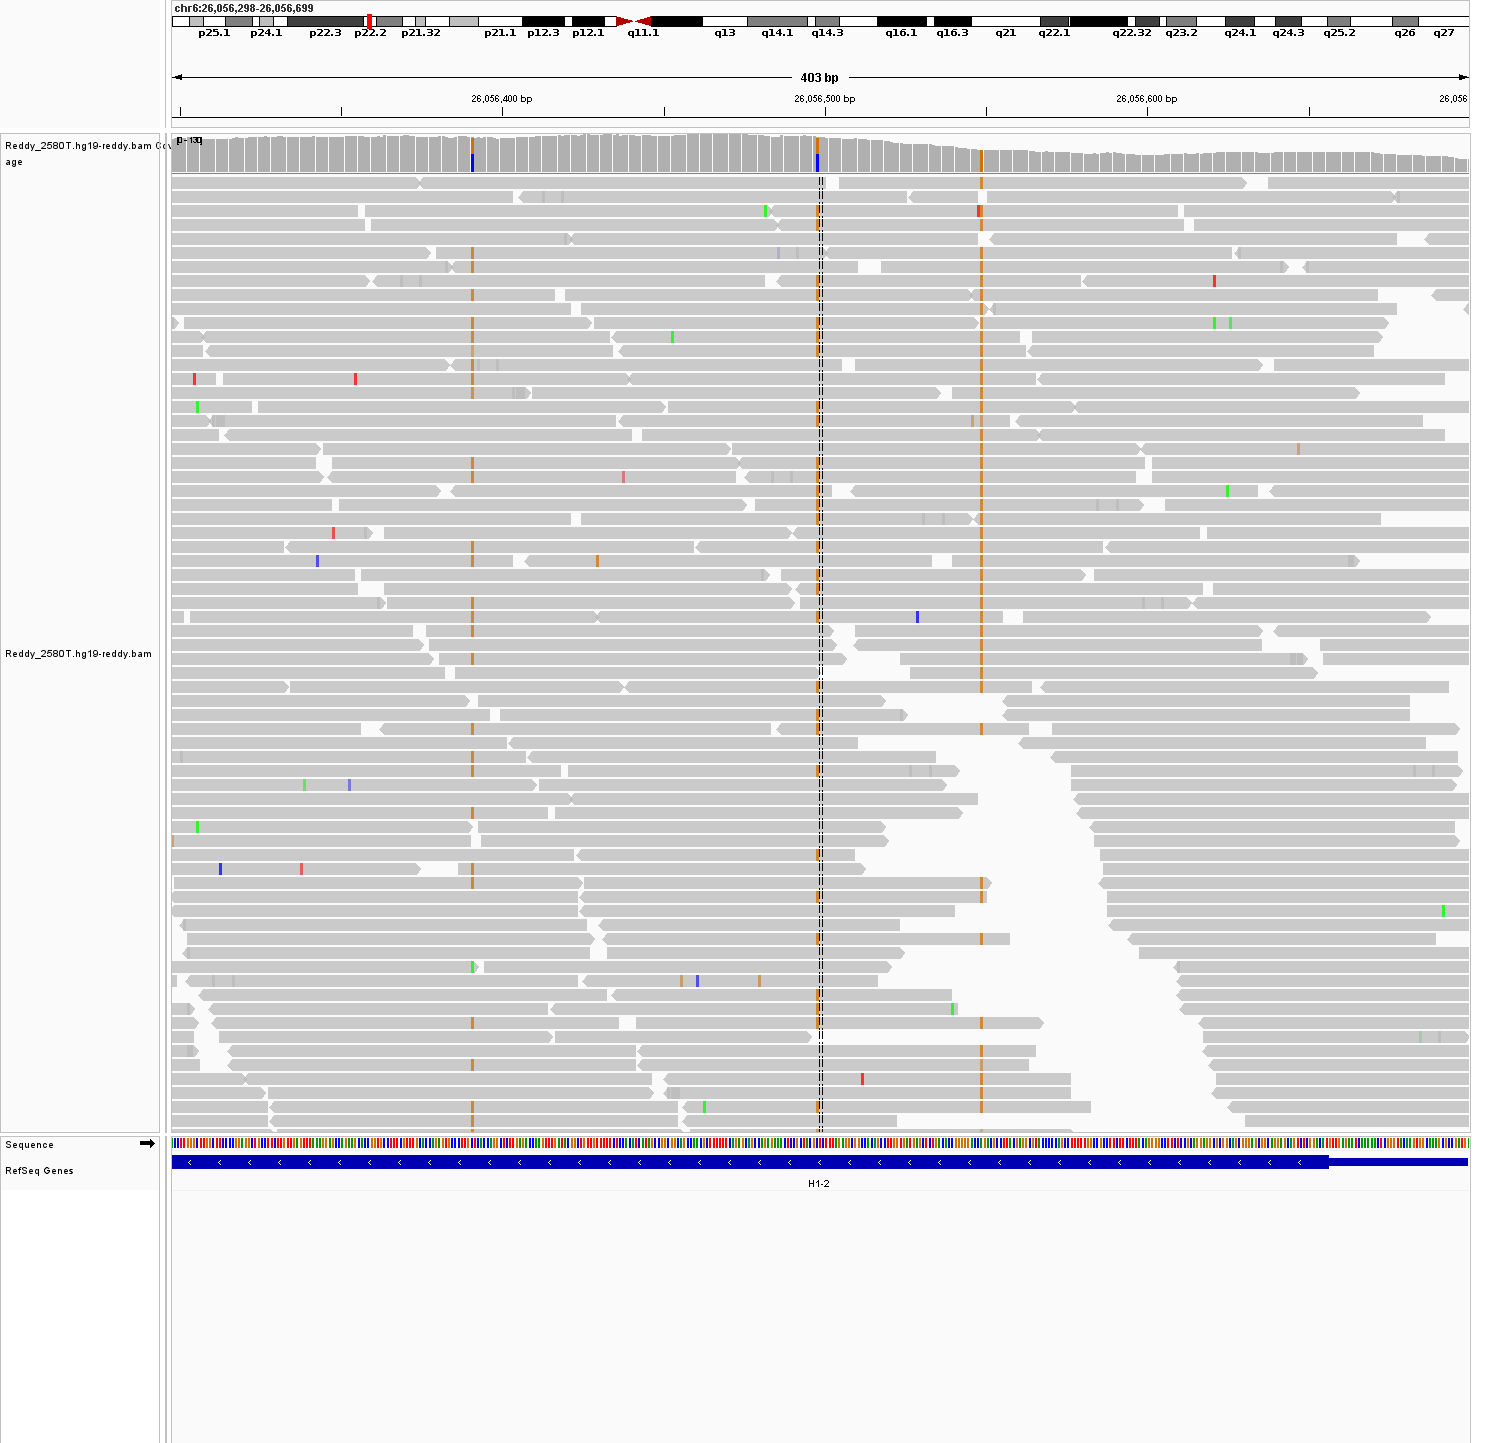 chr6:26,056,298-26,056,699
p25.1 p24.1 p22.3 p22.2 p21.32 p21.1 p12.3 p12.1 q11.1 q13 q14.1 q14.3 q16.1 q16.3 q21 q22.1 q22.32 q23.2 q24.1 q24.3 q25.2 q26 q27
403 bp
26,056,400 bp 26,056,500 bp 26,056,600 bp 26,056
Reddy_2580T.hg19-reddy.bam Cov
age
[0 - 130]
Reddy_2580T.hg19-reddy.bam
Sequence
RefSeq Genes
H1-2